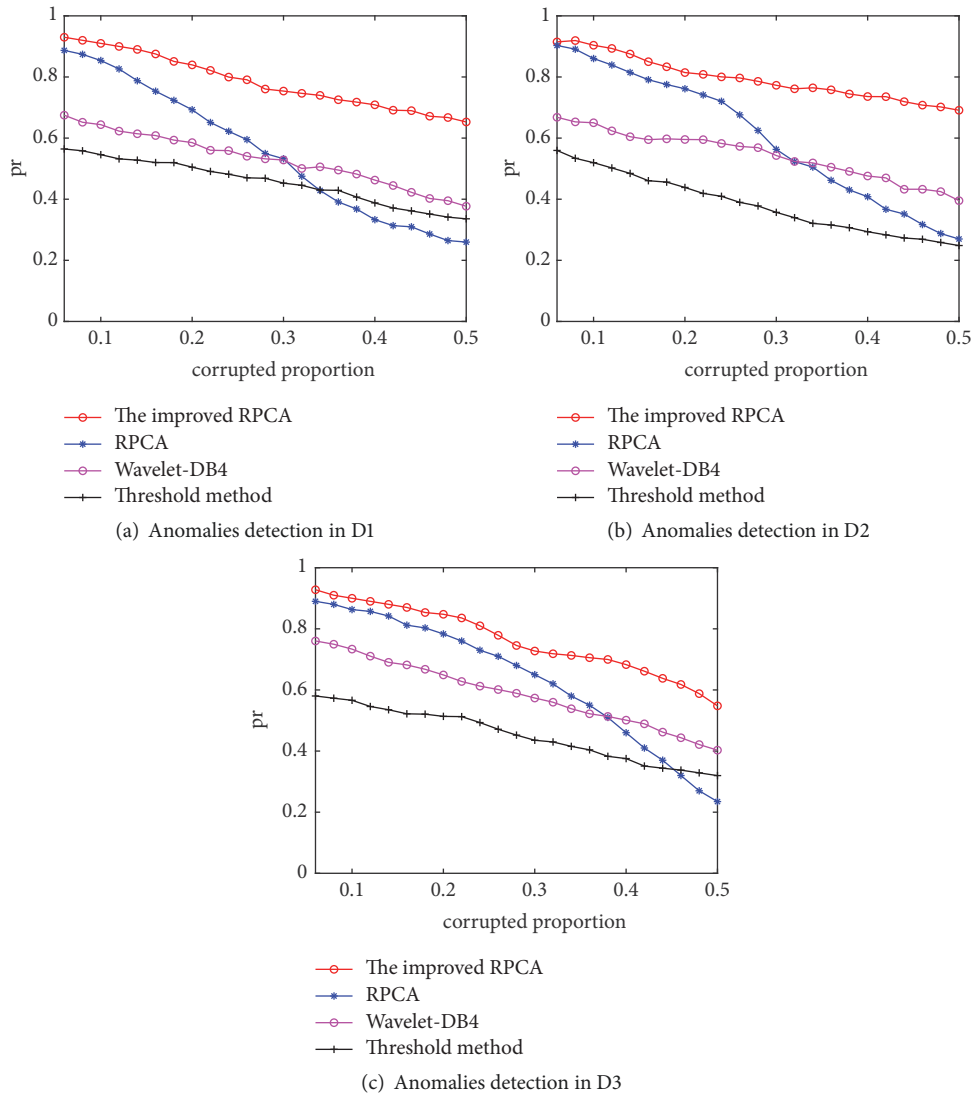 1
0.8
0.6
0.4
0.2
0
pr
0.1 0.2 0.3 0.4 0.5
corrupted proportion
The improved RPCA
RPCA
Wavelet-DB4
Threshold method
(a) Anomalies detection in D1
1
0.8
0.6
0.4
0.2
0
pr
0.1 0.2 0.3 0.4 0.5
corrupted proportion
The improved RPCA
RPCA
Wavelet-DB4
Threshold method
(b) Anomalies detection in D2
1
0.8
0.6
0.4
0.2
0
pr
0.1 0.2 0.3 0.4 0.5
corrupted proportion
The improved RPCA
RPCA
Wavelet-DB4
Threshold method
(c) Anomalies detection in D3